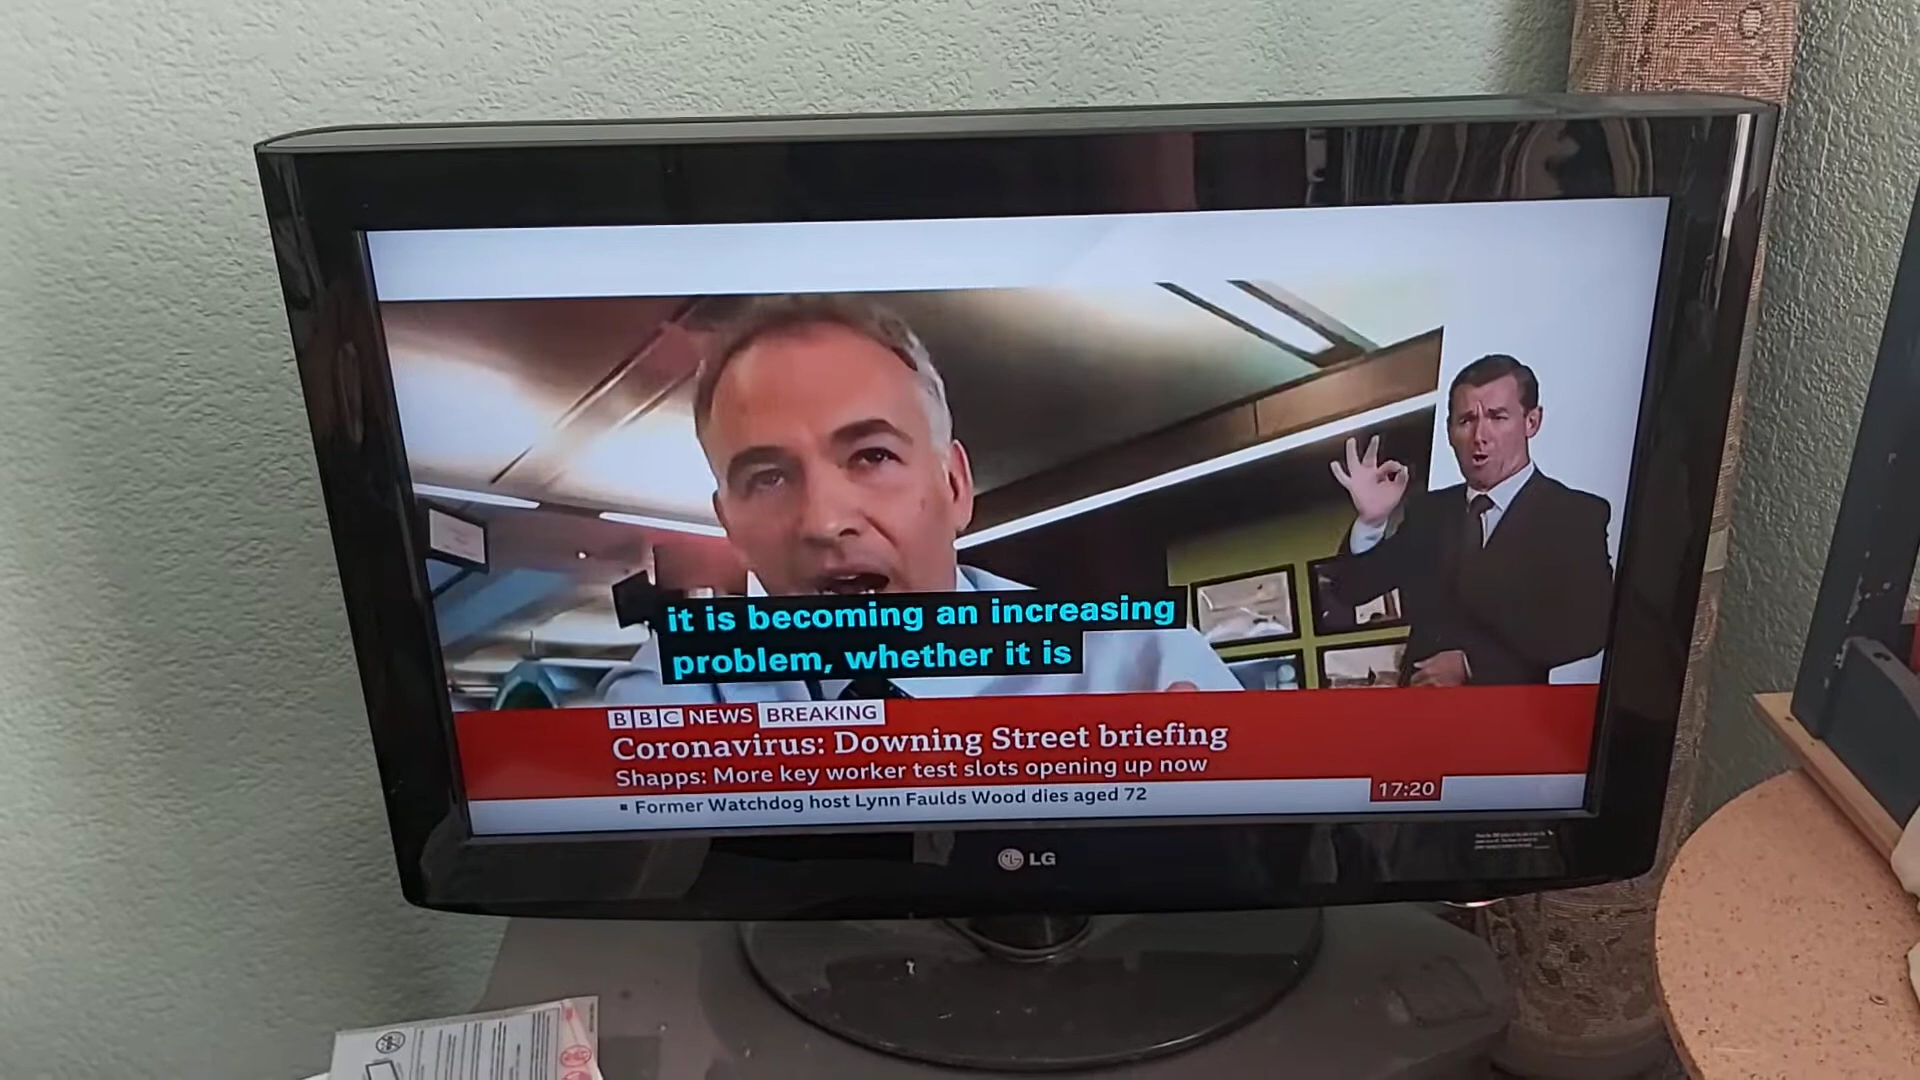 it is becoming an increasing
problem, whether it is
BBC NEWS BREAKING
Coronavirus: Downing Street briefing
Shapps: More key worker test slots opening up now
▪ Former Watchdog host Lynn Faulds Wood dies aged 72
17:20
LG